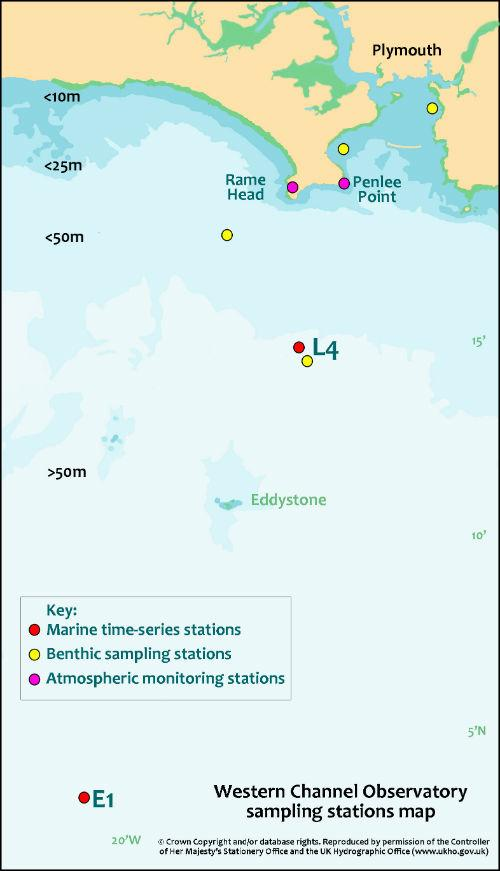 Plymouth
<10m
<25m
Rame
Head
Penlee
Point
<50m
15'
L4
>50m
Eddystone
10'
Key:
Marine time-series stations
Benthic sampling stations
Atmospheric monitoring stations
5'N
E1
Western Channel Observatory
sampling stations map
20'W
© Crown Copyright and/or database rights. Reproduced by permission of the Controller
of Her Majesty's Stationery Office and the UK Hydrographic Office (www.ukho.gov.uk)